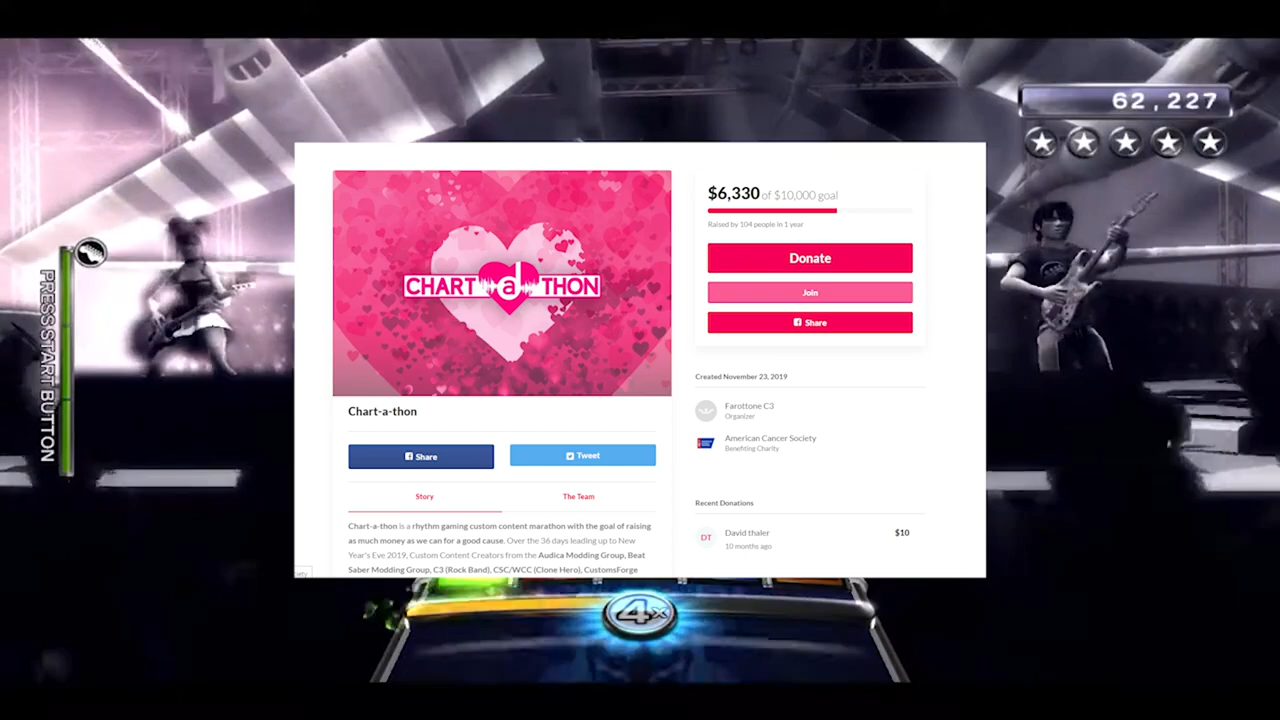 62,227
PRESS START BUTTON
CHART a THON
Chart-a-thon
Share
Tweet
Story
The Team
Chart-a-thon is a rhythm gaming custom content marathon with the goal of raising
as much money as we can for a good cause. Over the 36 days leading up to New
Year's Eve 2019, Custom Content Creators from the Audica Modding Group, Beat
Saber Modding Group, C3 (Rock Band), CSC/WCC (Clone Hero), CustomsForge
$6,330 of $10,000 goal
Raised by 104 people in 1 year
Donate
Join
Share
Created November 23, 2019
Farottone C3
Organizer
American Cancer Society
Benefiting Charity
Recent Donations
DT
David thaler
$10
10 months ago
4x